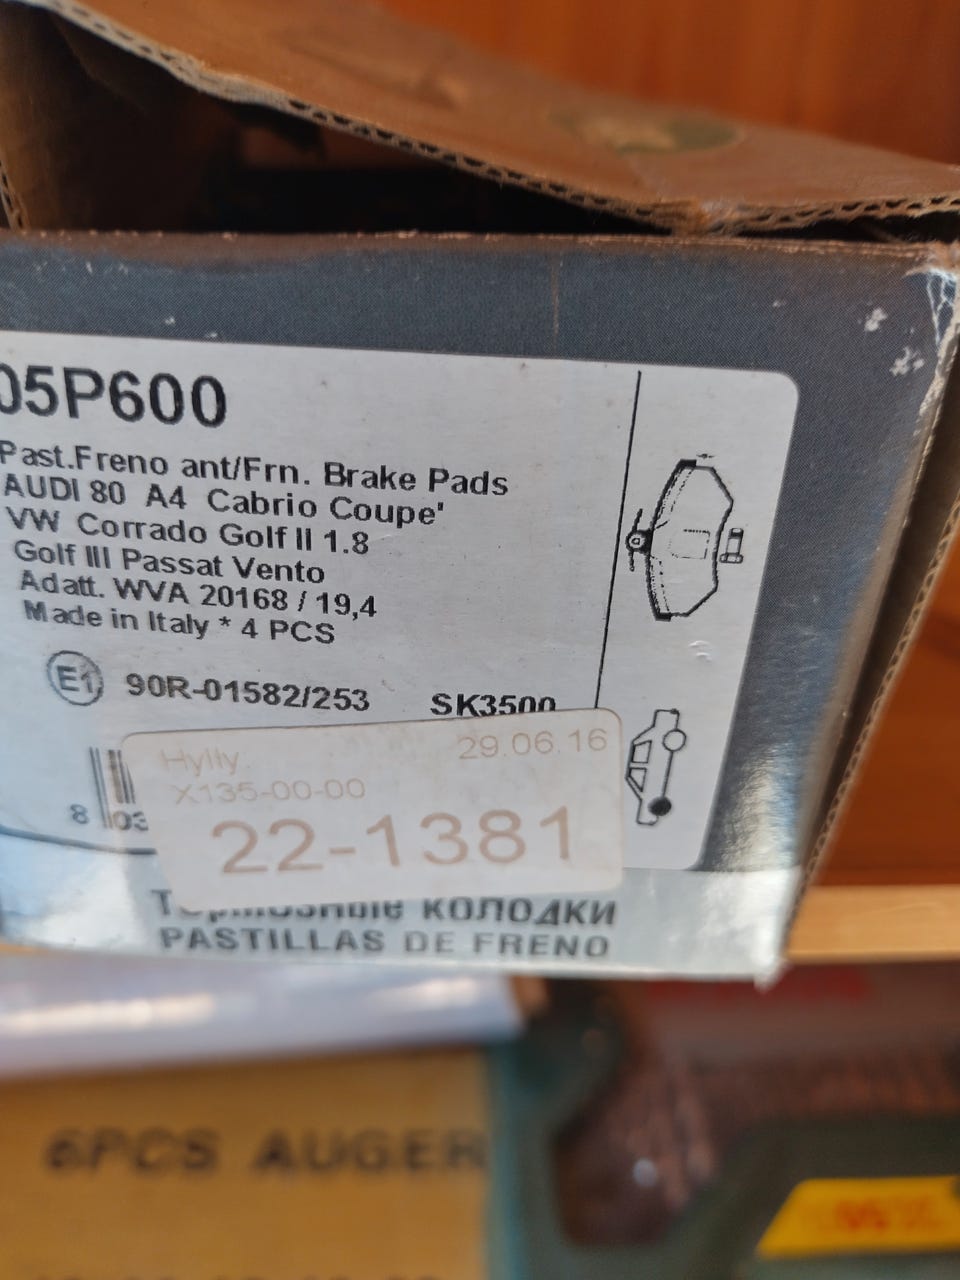 05P600
Past.Freno ant/Frn. Brake Pads
AUDI 80 A4 Cabrio Coupe'
VW Corrado Golf II 1.8
Golf III Passat Vento
Adatt. WVA 20168 / 19,4
Made in Italy * 4 PCS
E1 90R-01582/253 SK3500
Hylly 29.06.16
X135-00-00
22-1381
8 03
Тормозные КОЛОДКИ
PASTILLAS DE FRENO
6PCS AUGER